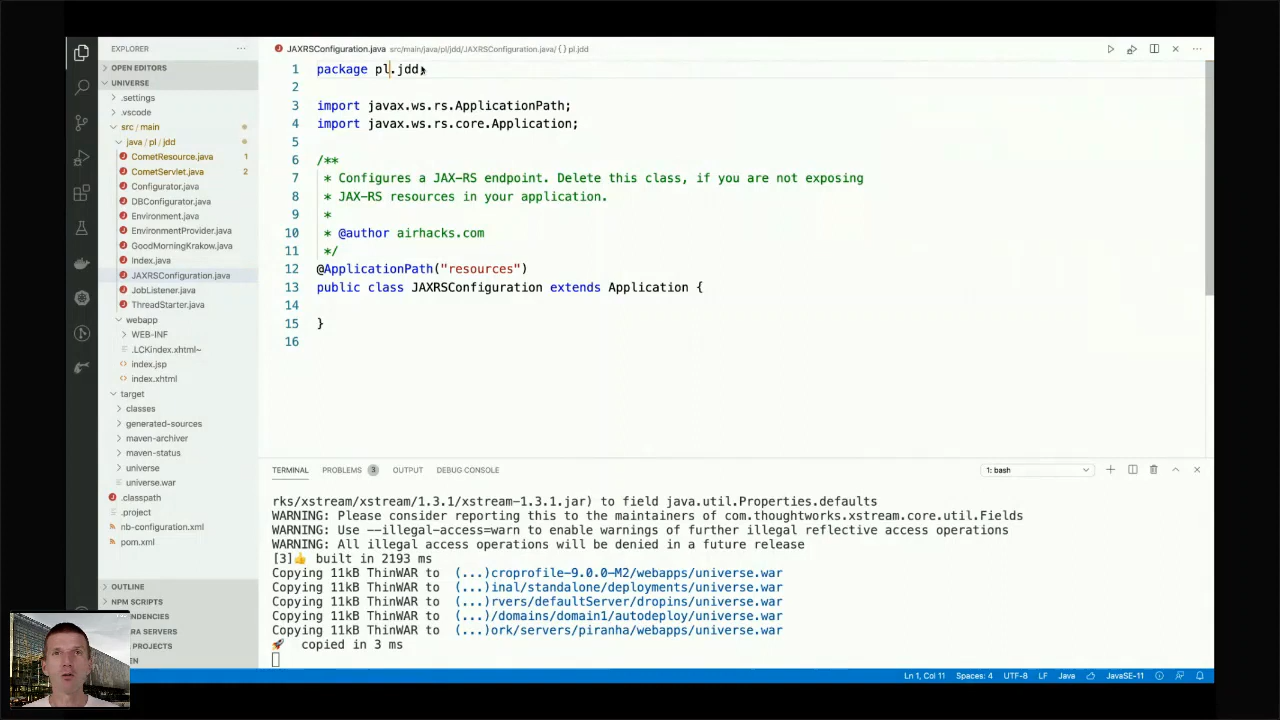 EXPLORER
OPEN EDITORS
UNIVERSE
.settings
.vscode
src / main
java / pl / jdd
CometResource.java 1
CometServlet.java 2
Configurator.java
DBConfigurator.java
Environment.java
EnvironmentProvider.java
GoodMorningKrakow.java
Index.java
JAXRSConfiguration.java
JobListener.java
ThreadStarter.java
webapp
WEB-INF
.LCKindex.xhtml~
index.jsp
index.xhtml
target
classes
generated-sources
maven-archiver
maven-status
universe
universe.war
.classpath
.project
nb-configuration.xml
pom.xml
OUTLINE
NPM SCRIPTS
NDENCIES
RA SERVERS
PROJECTS
EN
JAXRSConfiguration.java src/main/java/pl/jdd/JAXRSConfiguration.java/{} pl.jdd
1 package pl.jdd;
2
3 import javax.ws.rs.ApplicationPath;
4 import javax.ws.rs.core.Application;
5
6 /**
7 * Configures a JAX-RS endpoint. Delete this class, if you are not exposing
8 * JAX-RS resources in your application.
9 *
10 * @author airhacks.com
11 */
12 @ApplicationPath("resources")
13 public class JAXRSConfiguration extends Application {
14
15 }
16
TERMINAL PROBLEMS 3 OUTPUT DEBUG CONSOLE 1: bash
rks/xstream/xstream/1.3.1/xstream-1.3.1.jar) to field java.util.Properties.defaults
WARNING: Please consider reporting this to the maintainers of com.thoughtworks.xstream.core.util.Fields
WARNING: Use --illegal-access=warn to enable warnings of further illegal reflective access operations
WARNING: All illegal access operations will be denied in a future release
[3]👍 built in 2193 ms
Copying 11kB ThinWAR to (...)croprofile-9.0.0-M2/webapps/universe.war
Copying 11kB ThinWAR to (...)inal/standalone/deployments/universe.war
Copying 11kB ThinWAR to (...)rvers/defaultServer/dropins/universe.war
Copying 11kB ThinWAR to (...)/domains/domain1/autodeploy/universe.war
Copying 11kB ThinWAR to (...)ork/servers/piranha/webapps/universe.war
🚀 copied in 3 ms
Ln 1, Col 11 Spaces: 4 UTF-8 LF Java JavaSE-11